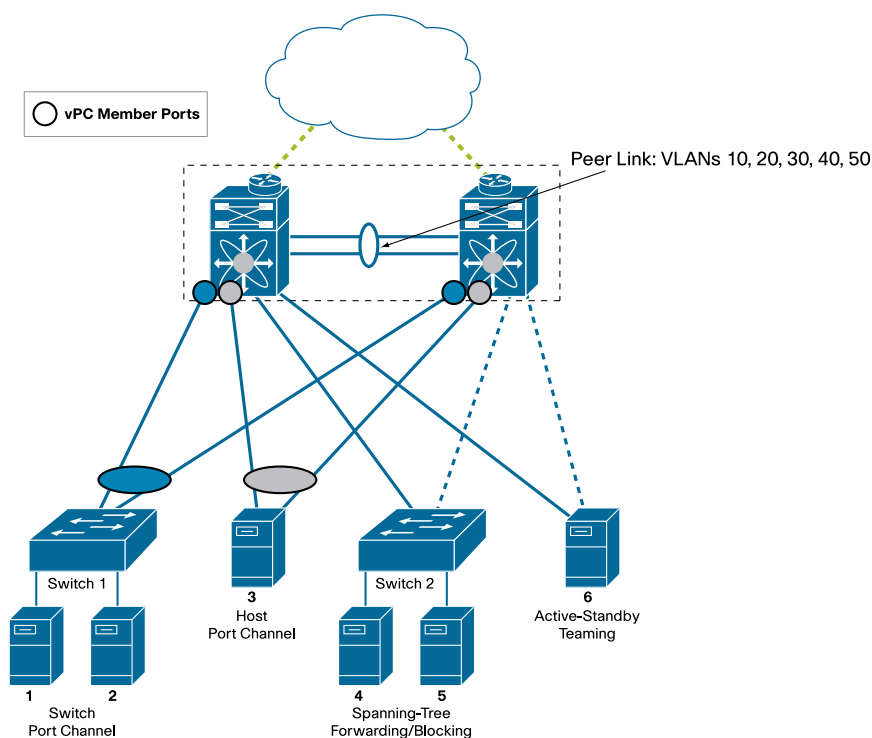 vPC Member Ports
Peer Link: VLANs 10, 20, 30, 40, 50
Switch 1
3
Host
Port Channel
Switch 2
6
Active-Standby
Teaming
1
2
Switch
Port Channel
4
5
Spanning-Tree
Forwarding/Blocking